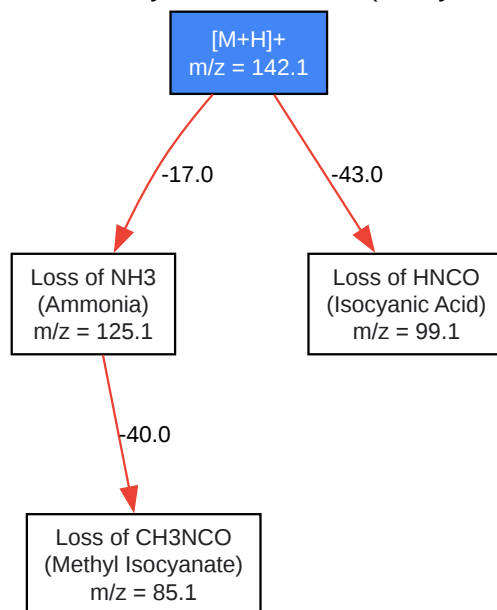 [M+H]+
m/z = 142.1
-17.0
-43.0
Loss of NH3
(Ammonia)
m/z = 125.1
Loss of HNCO
(Isocyanic Acid)
m/z = 99.1
-40.0
Loss of CH3NCO
(Methyl Isocyanate)
m/z = 85.1